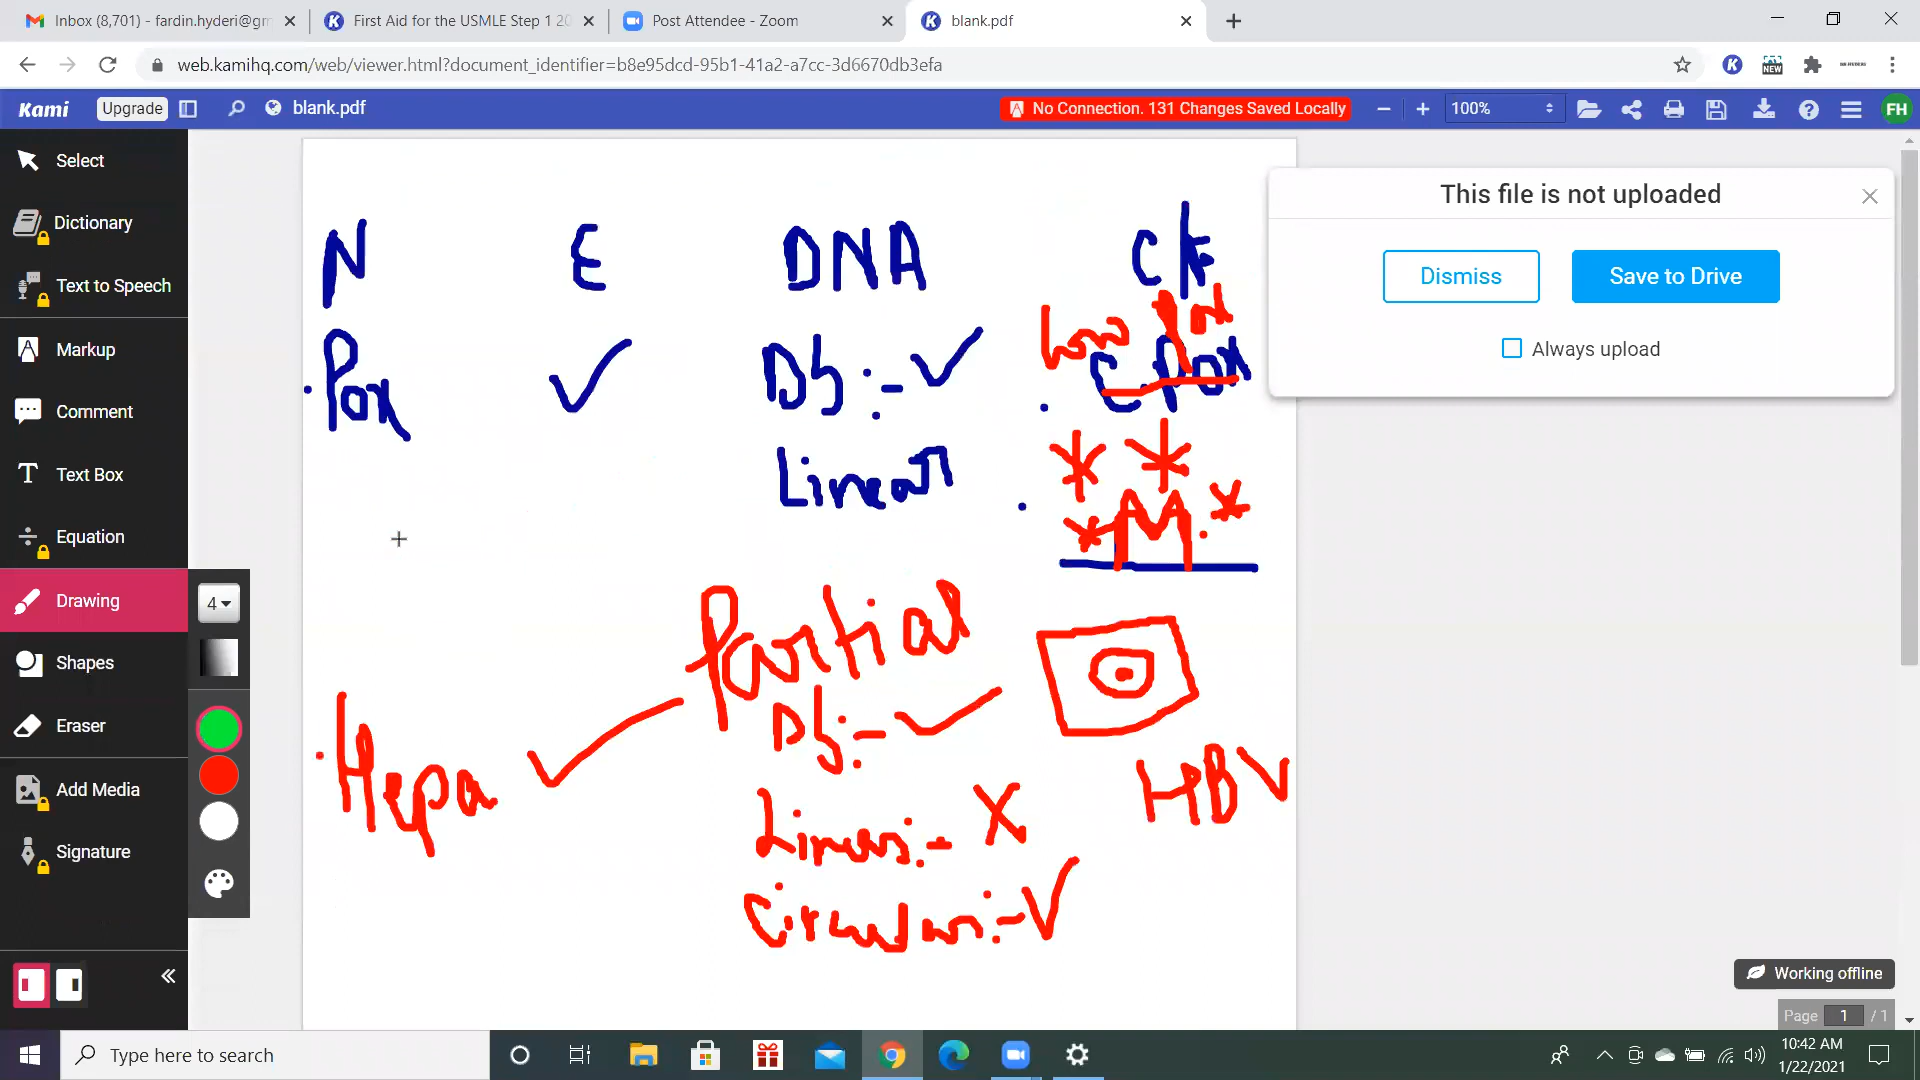 Inbox (8,701) - fardin.hyderi@gm
First Aid for the USMLE Step 1 20
Post Attendee - Zoom
blank.pdf
web.kamihq.com/web/viewer.html?document_identifier=b8e95dcd-95b1-41a2-a7cc-3d6670db3efa
NEW
Kami
Upgrade
blank.pdf
No Connection. 131 Changes Saved Locally
100%
FH
Select
Dictionary
Text to Speech
Markup
Comment
Text Box
Equation
Drawing
4
Shapes
Eraser
Add Media
Signature
This file is not uploaded
Dismiss
Save to Drive
Always upload
N E DNA
Pox Ds :-
C Pox
Linear
M
Partial
Hepa Ds:-
HBV
Linear:- X
Circular:-
Working offline
Page 1 / 1
Type here to search
10:42 AM
1/22/2021